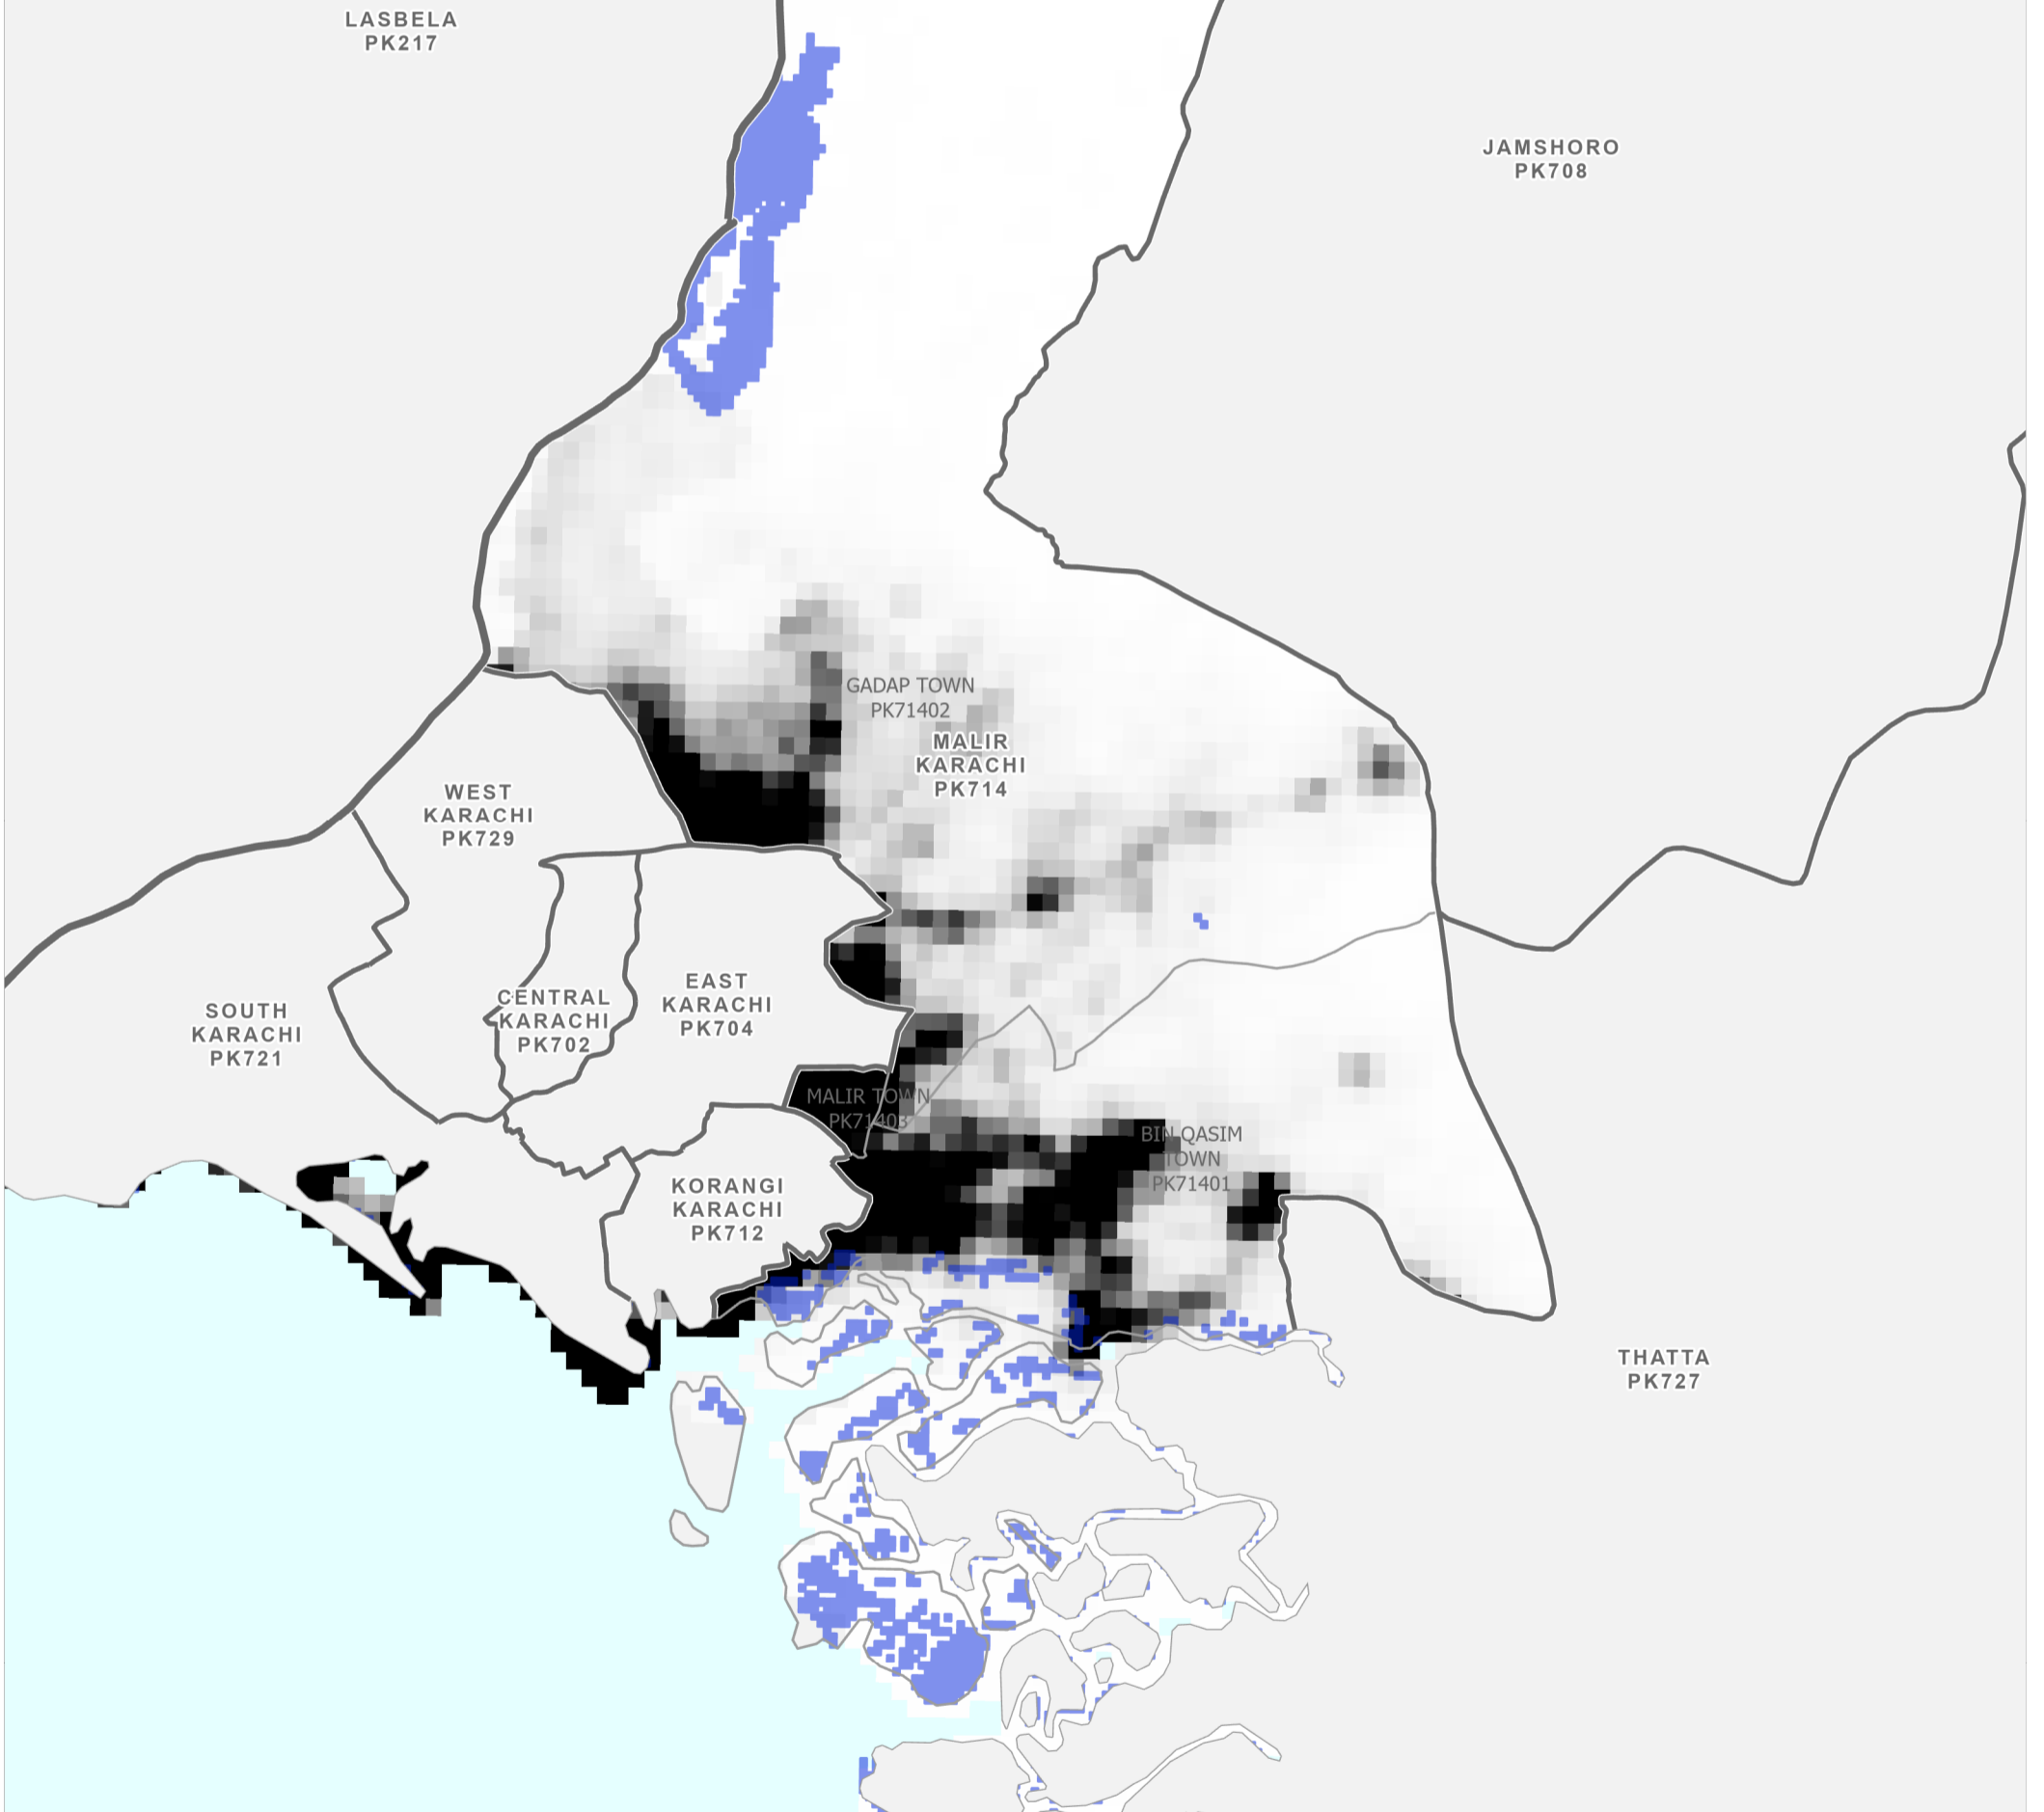 LASBELA
PK217
JAMSHORO
PK708
GADAP TOWN
PK71402
MALIR
KARACHI
PK714
WEST
KARACHI
PK729
EAST
KARACHI
PK704
CENTRAL
KARACHI
PK702
SOUTH
KARACHI
PK721
MALIR TOWN
PK71403
BIN QASIM
TOWN
PK71401
KORANGI
KARACHI
PK712
THATTA
PK727